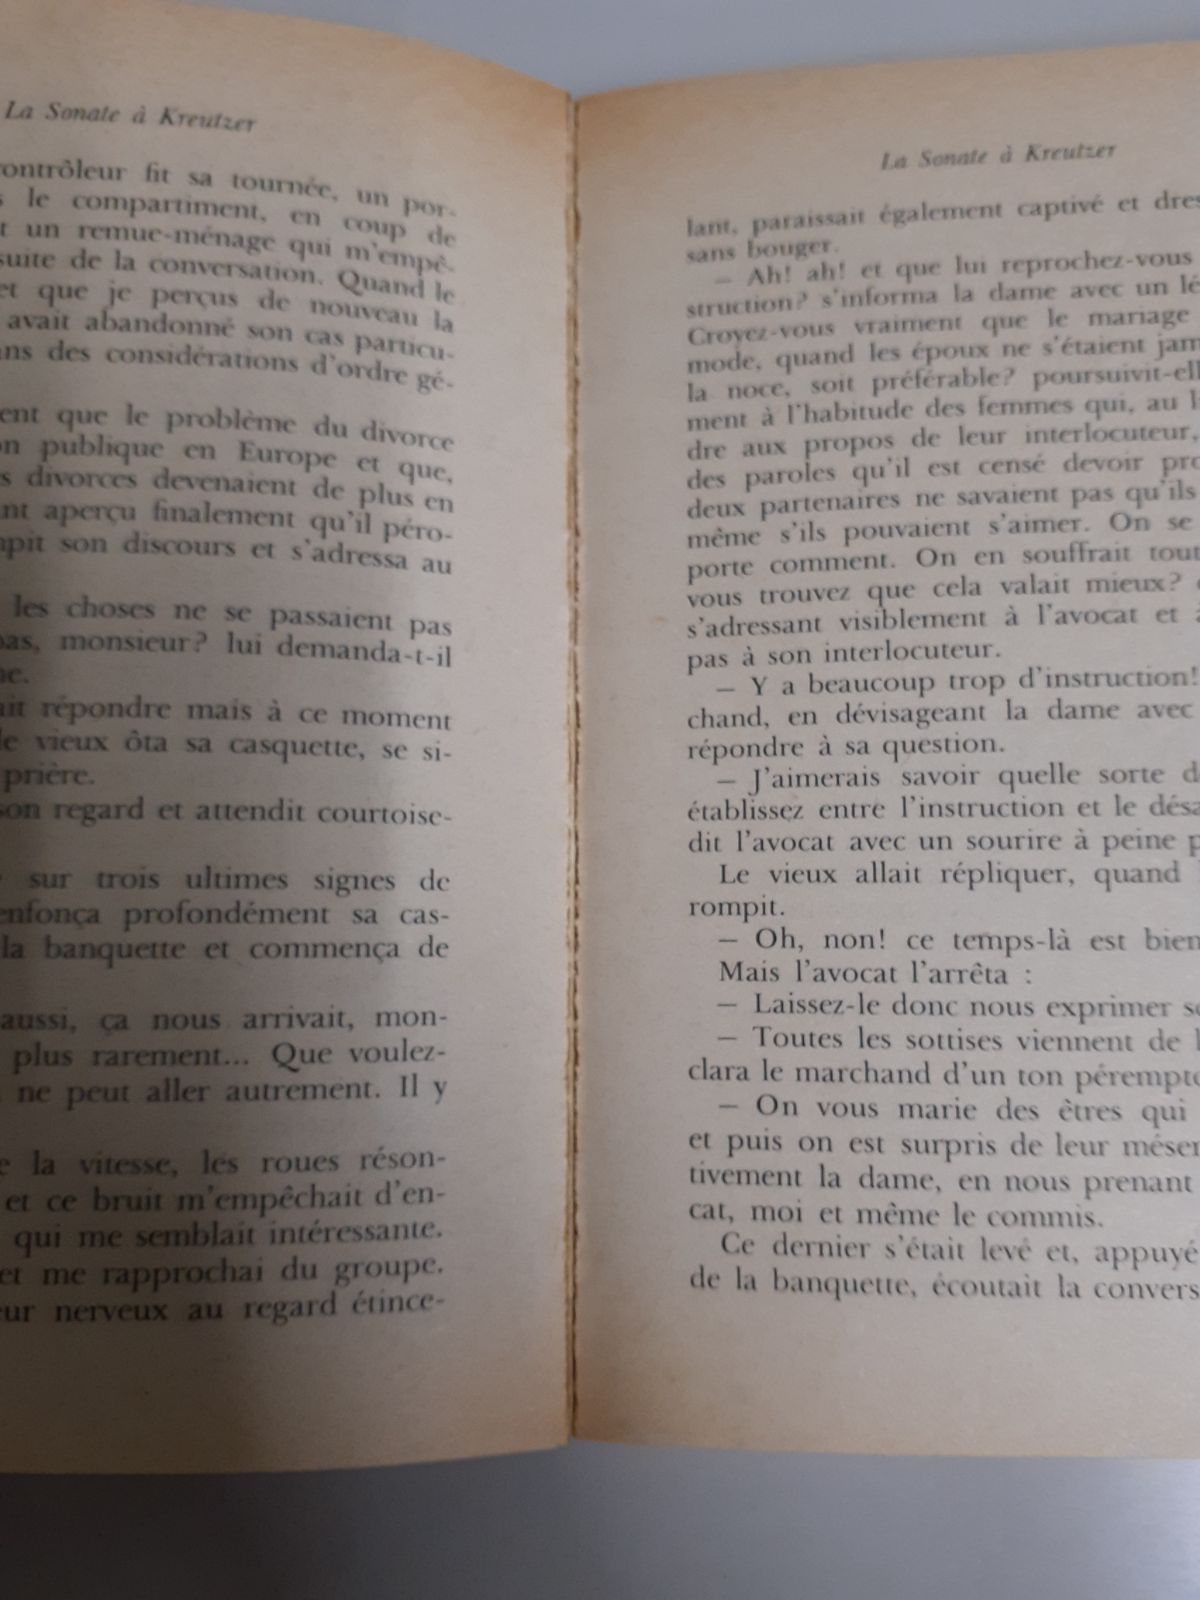 La Sonate à Kreutzer
contrôleur fit sa tournée, un por-
le compartiment, en coup de
un remue-ménage qui m'empê-
suite de la conversation. Quand le
et que je perçus de nouveau la
avait abandonné son cas particu-
des considérations d'ordre gé-
que le problème du divorce
publique en Europe et que,
divorces devenaient de plus en
aperçu finalement qu'il péro-
son discours et s'adressa au
les choses ne se passaient pas
pas, monsieur? lui demanda-t-il
répondre mais à ce moment
le vieux ôta sa casquette, se si-
prière.
son regard et attendit courtoise-
sur trois ultimes signes de
enfonça profondément sa cas-
la banquette et commença de
aussi, ça nous arrivait, mon-
plus rarement... Que voulez-
ne peut aller autrement. Il y
la vitesse, les roues réson-
et ce bruit m'empêchait d'en-
qui me semblait intéressante.
et me rapprochai du groupe.
nerveux au regard étince-
La Sonate à Kreutzer
lant, paraissait également captivé et dres
sans bouger.
— Ah! ah! et que lui reprochez-vous
struction? s'informa la dame avec un lé
Croyez-vous vraiment que le mariage
mode, quand les époux ne s'étaient jam
la noce, soit préférable? poursuivit-ell
ment à l'habitude des femmes qui, au l
dre aux propos de leur interlocuteur,
des paroles qu'il est censé devoir pro
deux partenaires ne savaient pas qu'ils
même s'ils pouvaient s'aimer. On se
porte comment. On en souffrait tout
vous trouvez que cela valait mieux?
s'adressant visiblement à l'avocat et
pas à son interlocuteur.
— Y a beaucoup trop d'instruction!
chand, en dévisageant la dame avec
répondre à sa question.
— J'aimerais savoir quelle sorte d
établissez entre l'instruction et le désa
dit l'avocat avec un sourire à peine p
Le vieux allait répliquer, quand
rompit.
— Oh, non! ce temps-là est bien
Mais l'avocat l'arrêta :
— Laissez-le donc nous exprimer s
— Toutes les sottises viennent de l
clara le marchand d'un ton pérempto
— On vous marie des êtres qui
et puis on est surpris de leur mésen
tivement la dame, en nous prenant
cat, moi et même le commis.
Ce dernier s'était levé et, appuyé
de la banquette, écoutait la convers